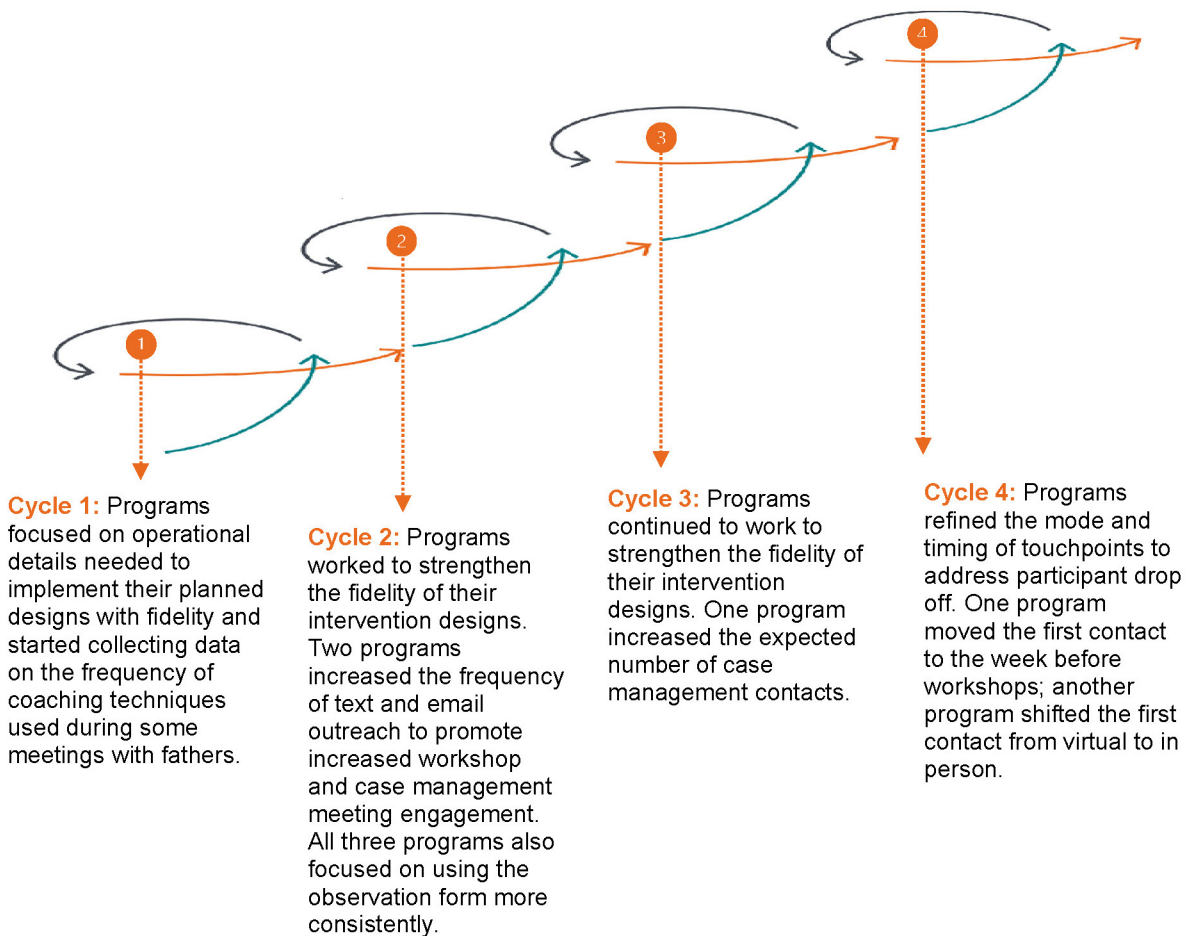 1
2
3
4
Cycle 1: Programs
focused on operational
details needed to
implement their planned
designs with fidelity and
started collecting data
on the frequency of
coaching techniques
used during some
meetings with fathers.
Cycle 2: Programs
worked to strengthen
the fidelity of their
intervention designs.
Two programs
increased the frequency
of text and email
outreach to promote
increased workshop
and case management
meeting engagement.
All three programs also
focused on using the
observation form more
consistently.
Cycle 3: Programs
continued to work to
strengthen the fidelity of
their intervention
designs. One program
increased the expected
number of case
management contacts.
Cycle 4: Programs
refined the mode and
timing of touchpoints to
address participant drop
off. One program
moved the first contact
to the week before
workshops; another
program shifted the first
contact from virtual to in
person.